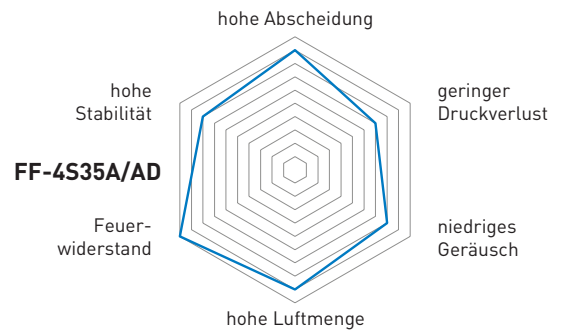 hohe Abscheidung
hohe
Stabilität
geringer
Druckverlust
FF-4S35A/AD
Feuer-
widerstand
niedriges
Geräusch
hohe Luftmenge